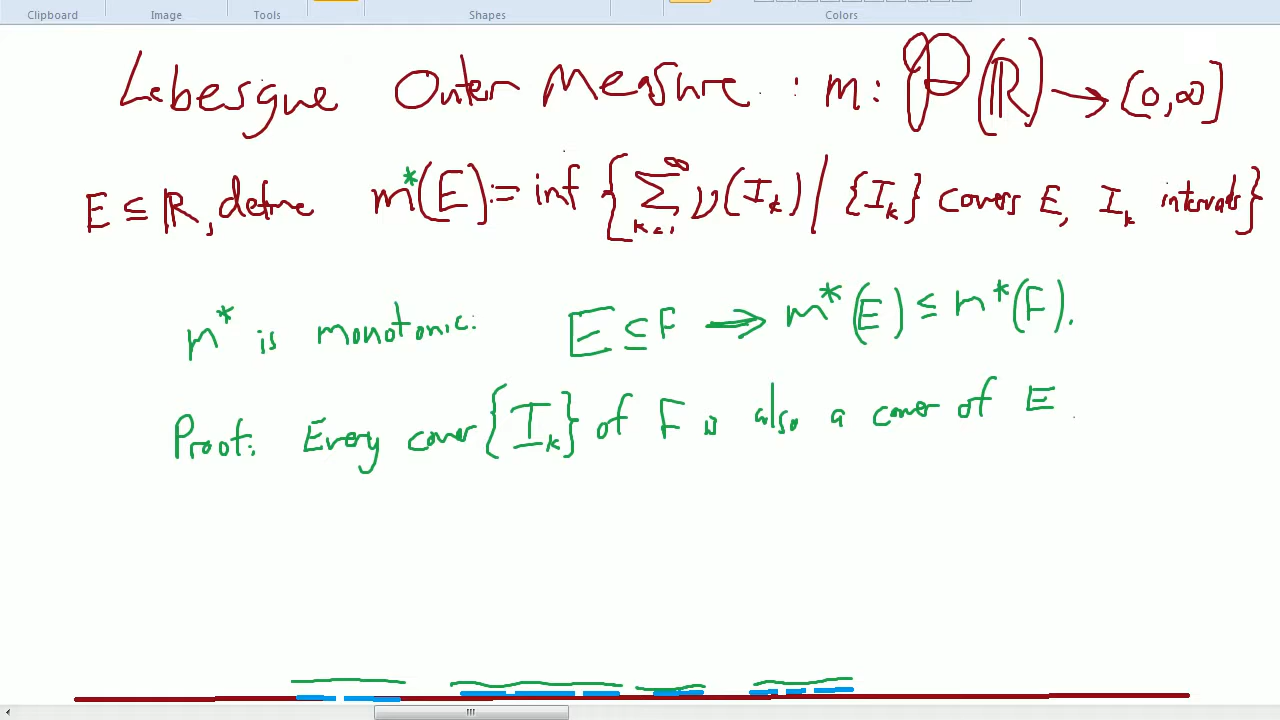 Clipboard Image Tools Shapes Colors
Lebesgue Outer Measure : m: P(ℝ) → [0,∞]
E ⊆ ℝ, define m*(E) := inf { ∑_{k=1}^{∞} ν(I_k) | {I_k} covers E, I_k intervals }
m* is monotonic: E ⊆ F → m*(E) ≤ m*(F).
Proof: Every cover {I_k} of F is also a cover of E